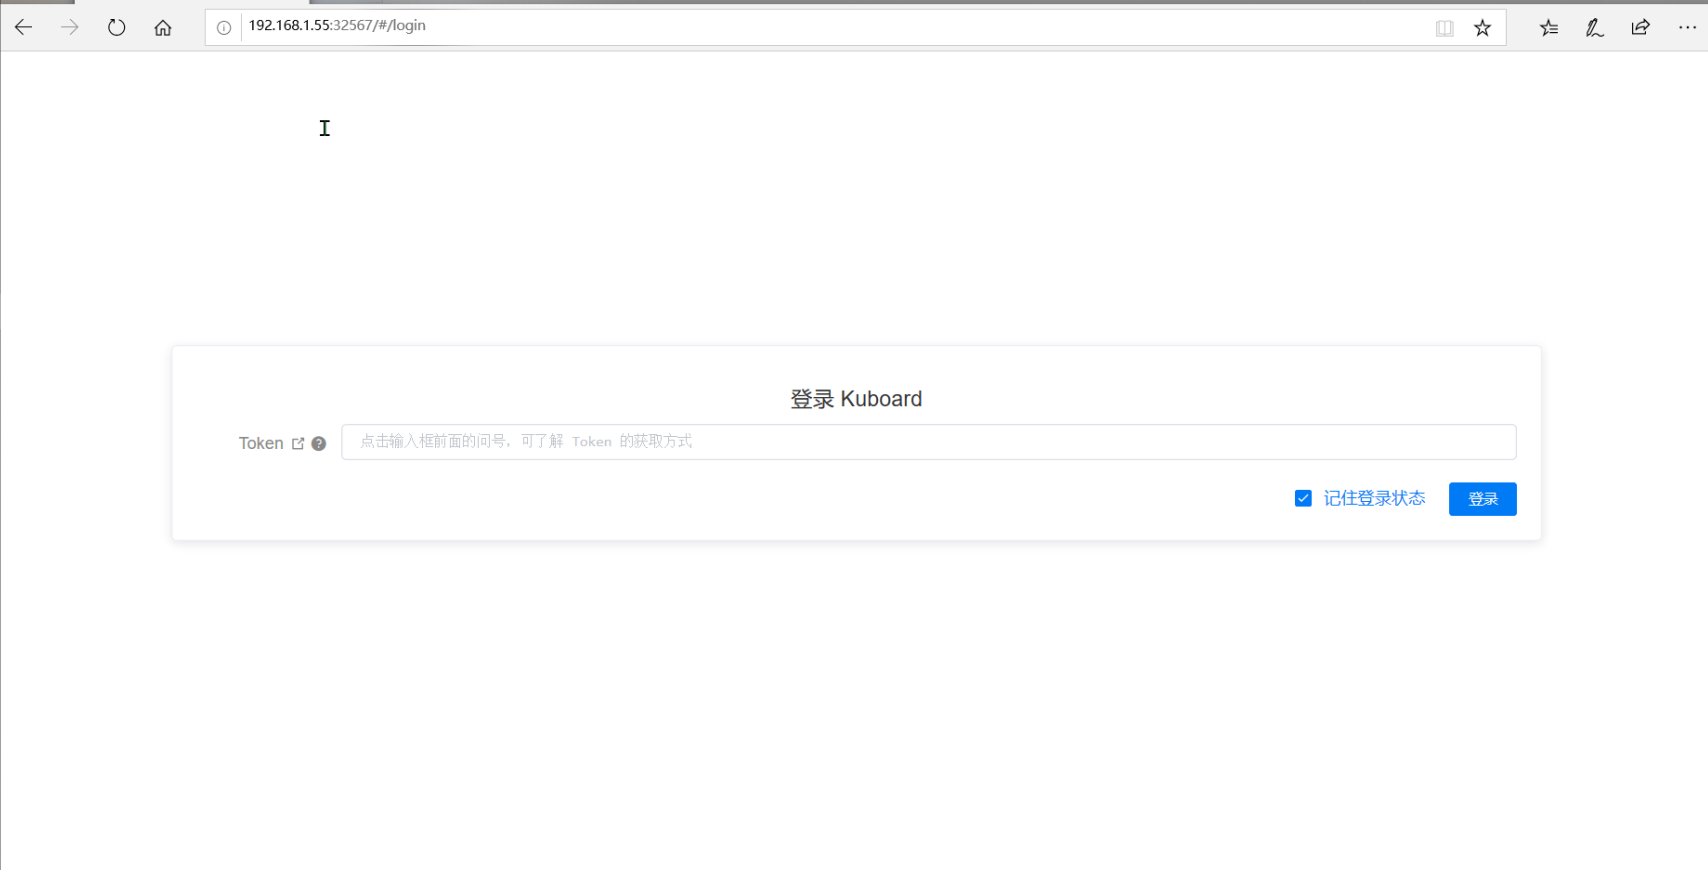 192.168.1.55:32567/#/login
登录 Kuboard
Token
点击输入框前面的问号，可了解 Token 的获取方式
记住登录状态
登录